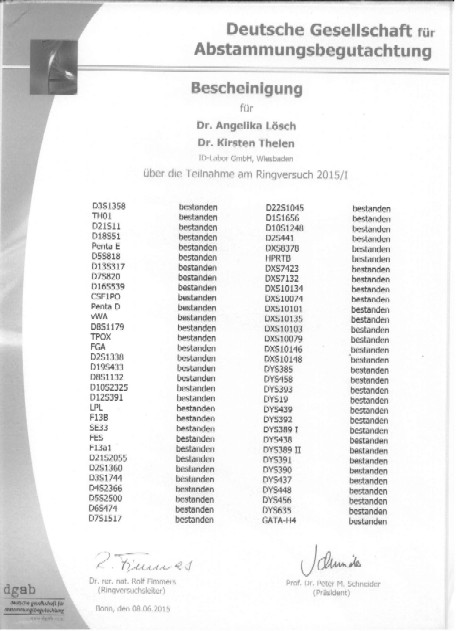 Deutsche Gesellschaft für
Abstammungsbegutachtung
Bescheinigung
für
Dr. Angelika Lösch
Dr. Kirsten Thelen
ID-Labor GmbH, Wiesbaden
über die Teilnahme am Ringversuch 2015/I
D3S1358 bestanden
TH01 bestanden
D21S11 bestanden
D18S51 bestanden
Penta E bestanden
D5S818 bestanden
D13S317 bestanden
D7S820 bestanden
D16S539 bestanden
CSF1PO bestanden
Penta D bestanden
vWA bestanden
D8S1179 bestanden
TPOX bestanden
FGA bestanden
D2S1338 bestanden
D19S433 bestanden
D8S1132 bestanden
D10S2325 bestanden
D12S391 bestanden
LPL bestanden
F13B bestanden
SE33 bestanden
FES bestanden
F13a1 bestanden
D21S2055 bestanden
D2S1360 bestanden
D3S1744 bestanden
D4S2366 bestanden
D5S2500 bestanden
D6S474 bestanden
D7S1517 bestanden
D22S1045 bestanden
D1S1656 bestanden
D10S1248 bestanden
D2S441 bestanden
DXS8378 bestanden
HPRTB bestanden
DXS7423 bestanden
DXS7132 bestanden
DXS10134 bestanden
DXS10074 bestanden
DXS10101 bestanden
DXS10135 bestanden
DXS10103 bestanden
DXS10079 bestanden
DXS10146 bestanden
DXS10148 bestanden
DYS385 bestanden
DYS458 bestanden
DYS393 bestanden
DYS19 bestanden
DYS439 bestanden
DYS392 bestanden
DYS389 I bestanden
DYS438 bestanden
DYS389 II bestanden
DYS391 bestanden
DYS390 bestanden
DYS437 bestanden
DYS448 bestanden
DYS456 bestanden
DYS635 bestanden
GATA-H4 bestanden
Dr. rer. nat. Rolf Fimmers
(Ringversuchsleiter)
Prof. Dr. Peter M. Schneider
(Präsident)
dgab
deutsche gesellschaft für
abstammungsbegutachtung
Bonn, den 08.06.2015